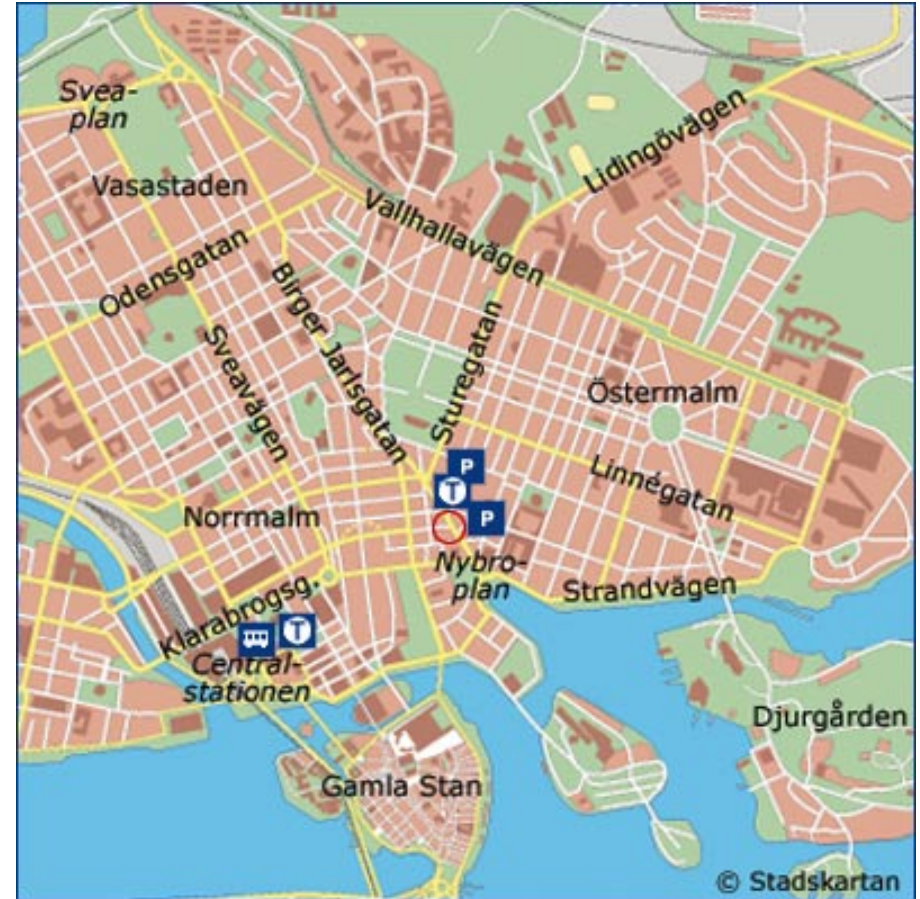 Svea-
plan
Vasastaden
Lidingövägen
Vallhallavägen
Odensgatan
Birger Jarlsgatan
Sveavägen
Sturegatan
Östermalm
P
T
Linnégatan
P
Norrmalm
Nybro-
plan
Strandvägen
Klarabrogsg.
T
Central-
stationen
Djurgården
Gamla Stan
© Stadskartan